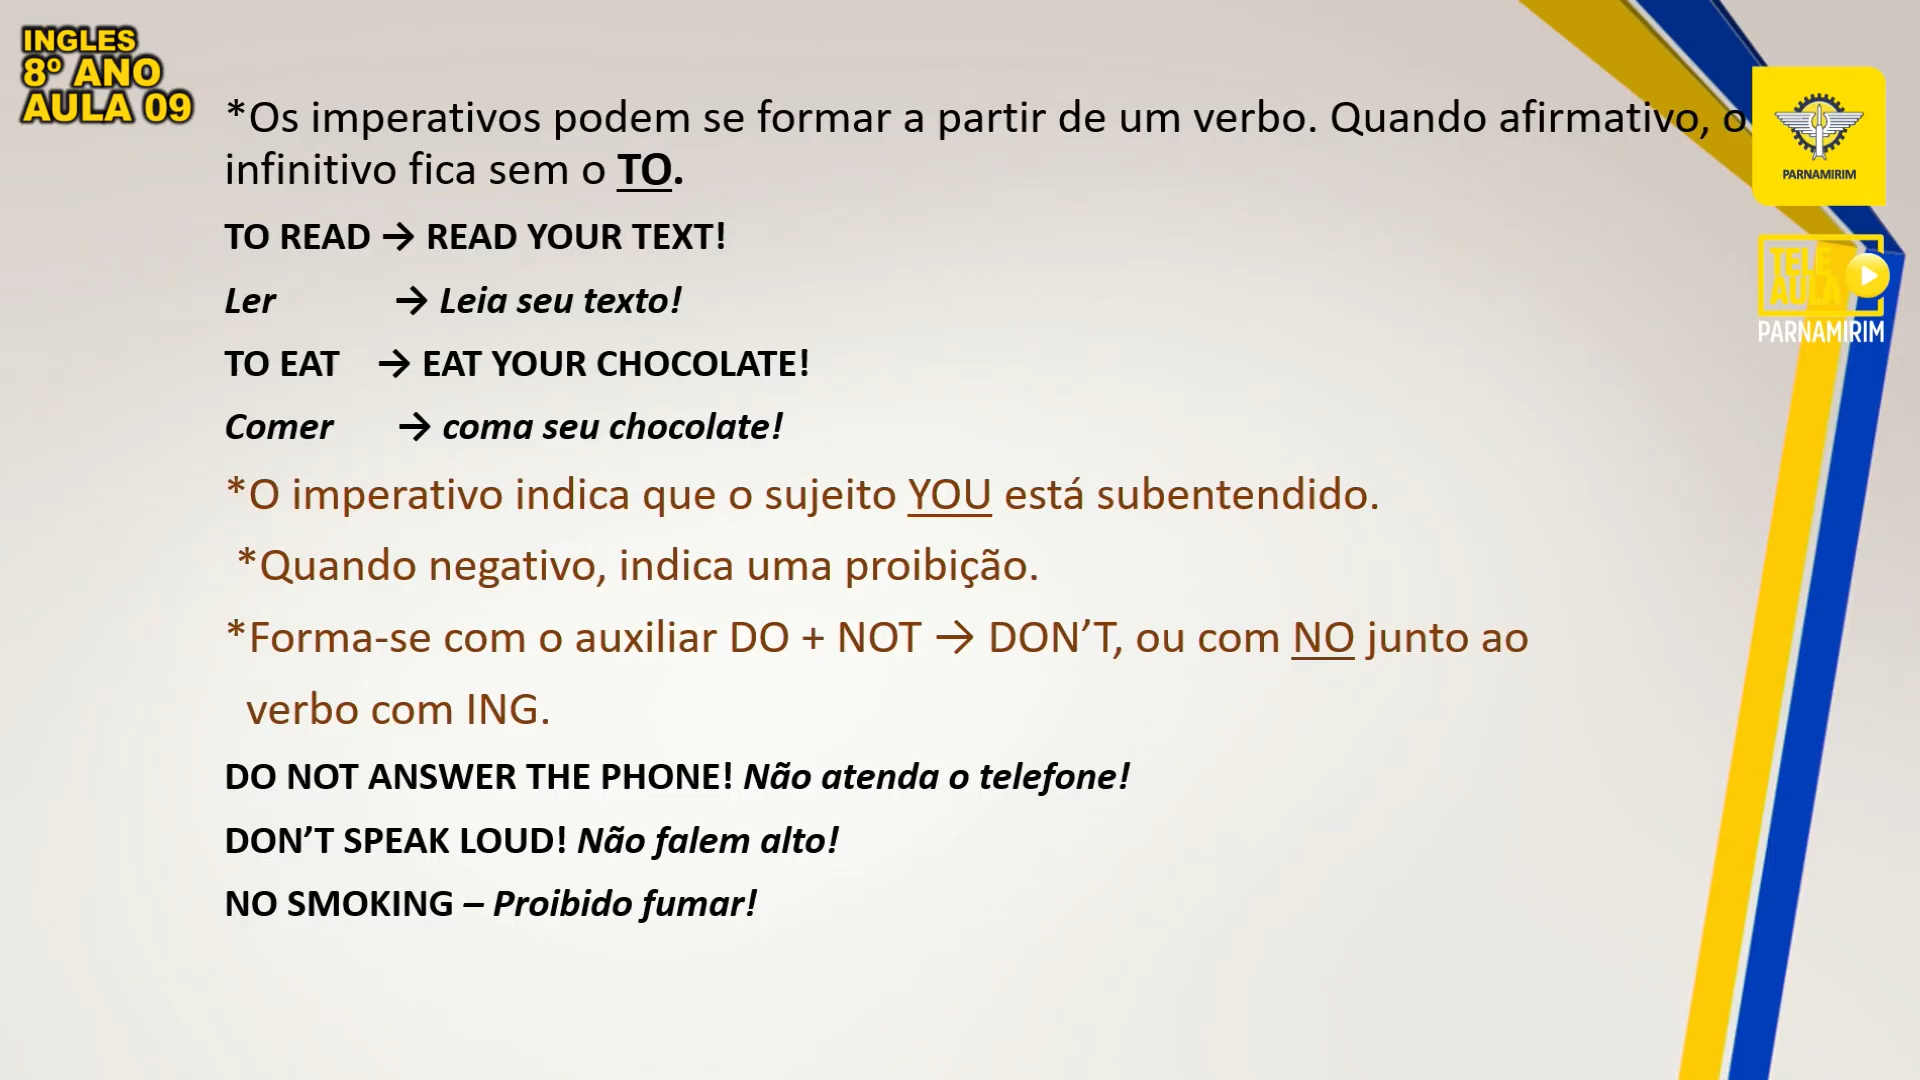 INGLES
8º ANO
AULA 09
*Os imperativos podem se formar a partir de um verbo. Quando afirmativo, o
infinitivo fica sem o TO.
TO READ → READ YOUR TEXT!
Ler → Leia seu texto!
TO EAT → EAT YOUR CHOCOLATE!
Comer → coma seu chocolate!
*O imperativo indica que o sujeito YOU está subentendido.
*Quando negativo, indica uma proibição.
*Forma-se com o auxiliar DO + NOT → DON’T, ou com NO junto ao
verbo com ING.
DO NOT ANSWER THE PHONE! Não atenda o telefone!
DON’T SPEAK LOUD! Não falem alto!
NO SMOKING – Proibido fumar!
PARNAMIRIM
TELE
AULA
PARNAMIRIM